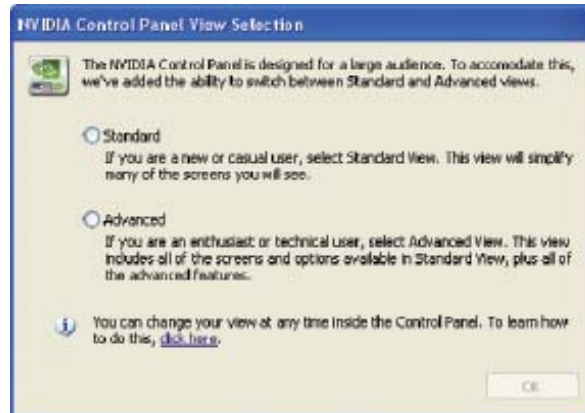 NVIDIA Control Panel View Selection
The NVIDIA Control Panel is designed for a large audience. To accomodate this,
we've added the ability to switch between Standard and Advanced views.
Standard
If you are a new or casual user, select Standard View. This view will simplify
many of the screens you will see.
Advanced
If you are an enthusiast or technical user, select Advanced View. This view
includes all of the screens and options available in Standard View, plus all of
the advanced features.
You can change your view at any time inside the Control Panel. To learn how
to do this, click here.
OK